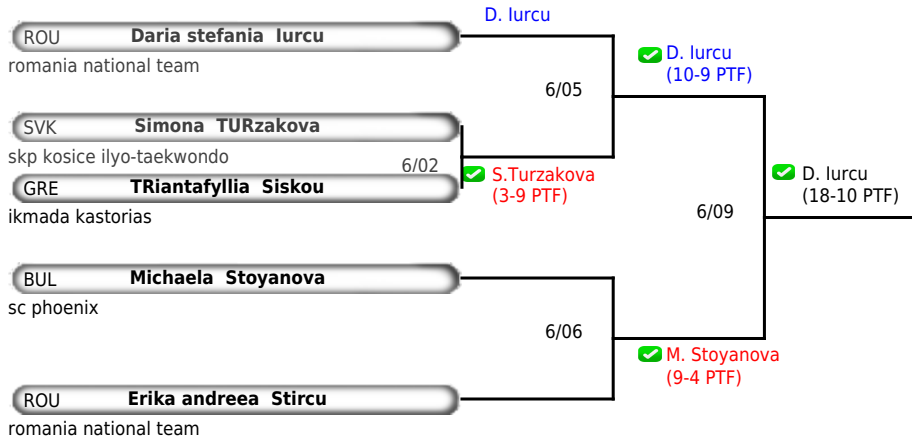 D. Iurcu
ROU Daria stefania Iurcu
romania national team
D. Iurcu
(10-9 PTF)
6/05
SVK Simona TURzakova
skp kosice ilyo-taekwondo
6/02
S.Turzakova
(3-9 PTF)
GRE TRiantafyllia Siskou
ikmada kastorias
D. Iurcu
(18-10 PTF)
6/09
BUL Michaela Stoyanova
sc phoenix
6/06
M. Stoyanova
(9-4 PTF)
ROU Erika andreea Stircu
romania national team